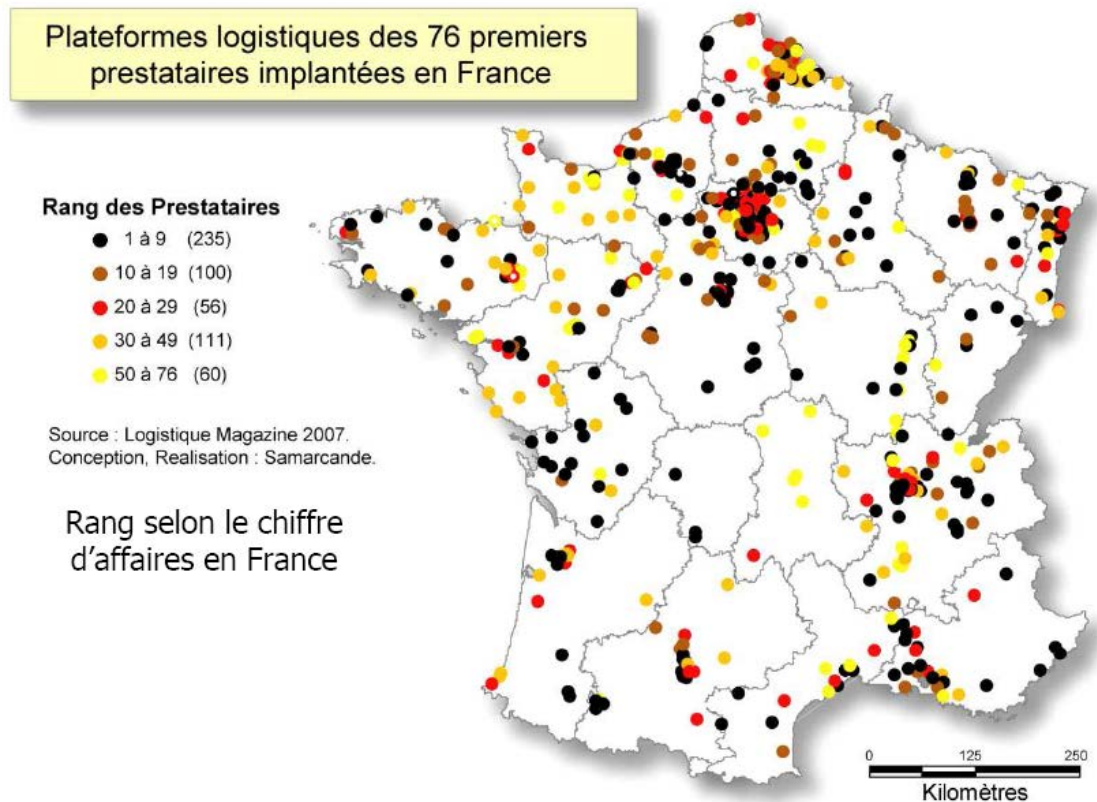 Plateformes logistiques des 76 premiers
prestataires implantées en France
Rang des Prestataires
1 à 9 (235)
10 à 19 (100)
20 à 29 (56)
30 à 49 (111)
50 à 76 (60)
Source : Logistique Magazine 2007.
Conception, Realisation : Samarcande.
Rang selon le chiffre
d’affaires en France
0 125 250
Kilomètres